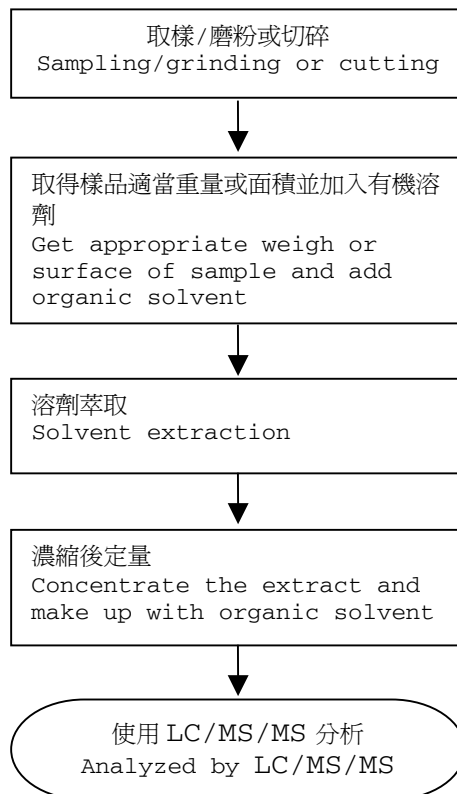 取樣/磨粉或切碎
Sampling/grinding or cutting
取得樣品適當重量或面積並加入有機溶
劑
Get appropriate weigh or
surface of sample and add
organic solvent
溶劑萃取
Solvent extraction
濃縮後定量
Concentrate the extract and
make up with organic solvent
使用 LC/MS/MS 分析
Analyzed by LC/MS/MS